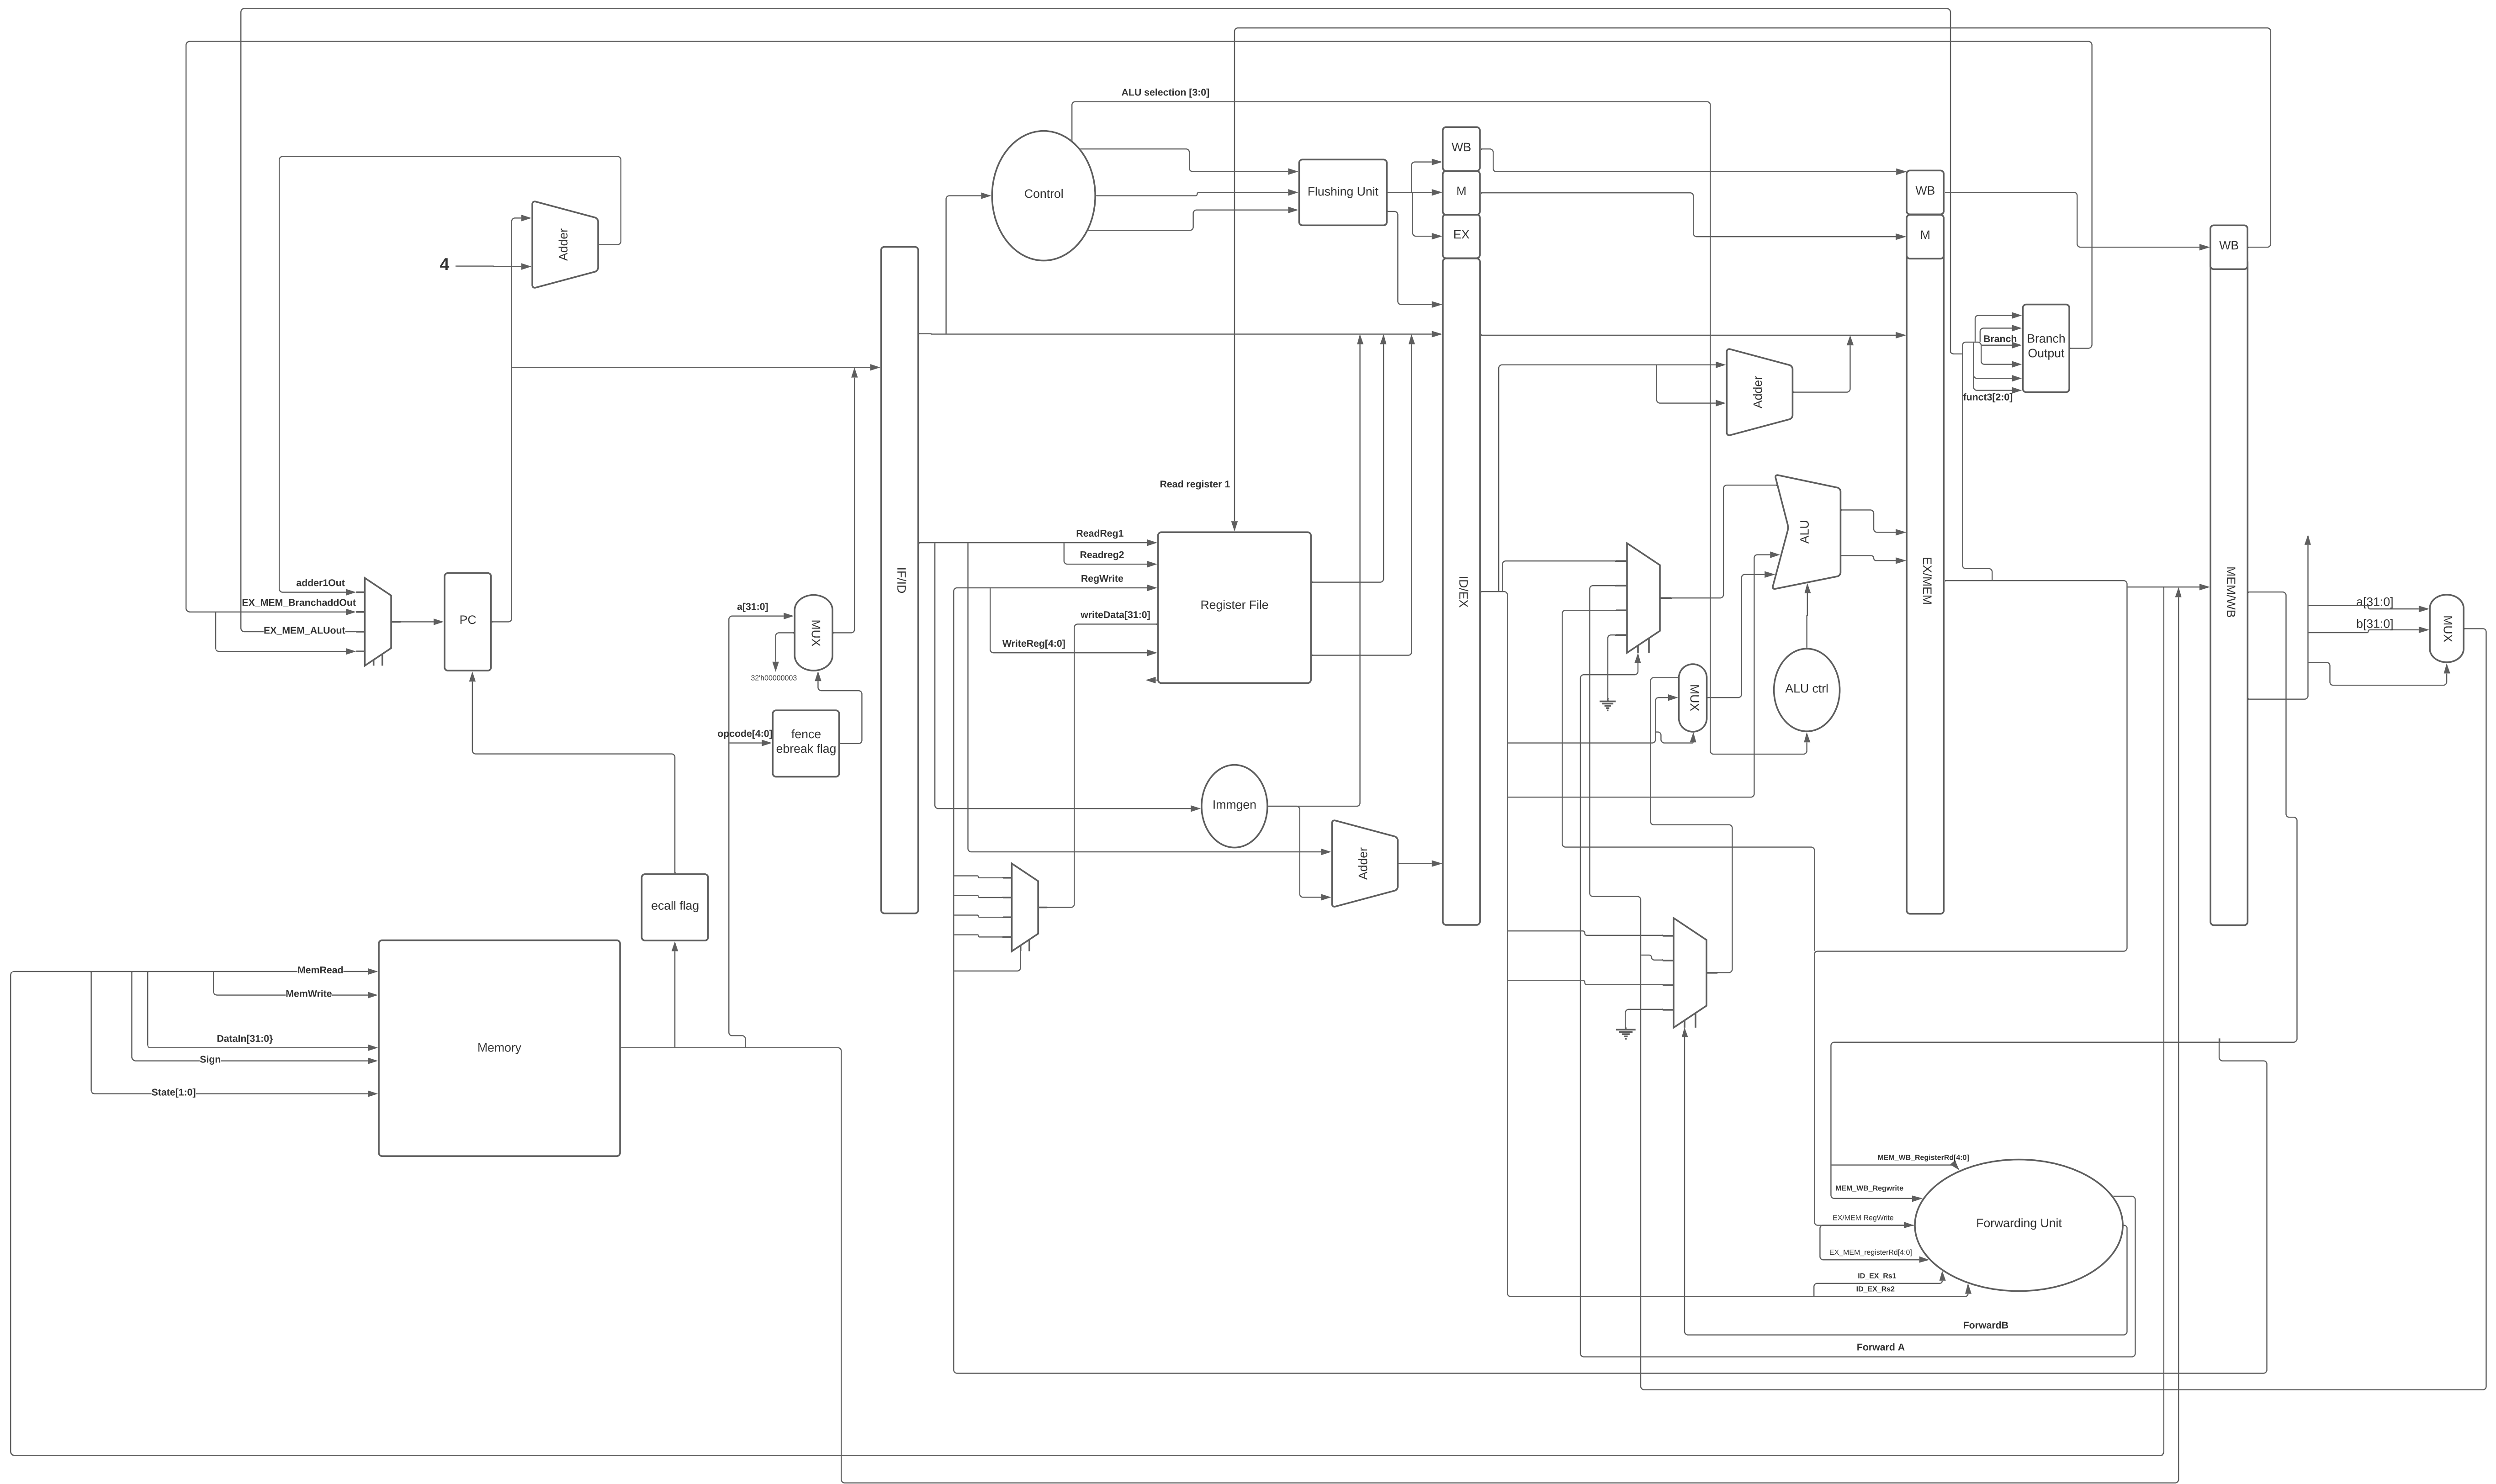 ALU selection [3:0]
Control
Flushing Unit
WB
M
EX
WB
M
WB
Adder
4
Branch
Output
Branch
funct3[2:0]
Adder
Read register 1
ReadReg1
Readreg2
RegWrite
writeData[31:0]
WriteReg[4:0]
Register File
IF/ID
ID/EX
EX/MEM
MEM/WB
ALU
ALU ctrl
MUX
adder1Out
EX_MEM_BranchaddOut
EX_MEM_ALUout
PC
a[31:0]
MUX
32'h00000003
opcode[4:0]
fence
ebreak flag
a[31:0]
b[31:0]
MUX
Immgen
Adder
ecall flag
MemRead
MemWrite
DataIn[31:0}
Sign
State[1:0]
Memory
MEM_WB_RegisterRd[4:0]
MEM_WB_Regwrite
EX/MEM RegWrite
EX_MEM_registerRd[4:0]
ID_EX_Rs1
ID_EX_Rs2
Forwarding Unit
ForwardB
Forward A